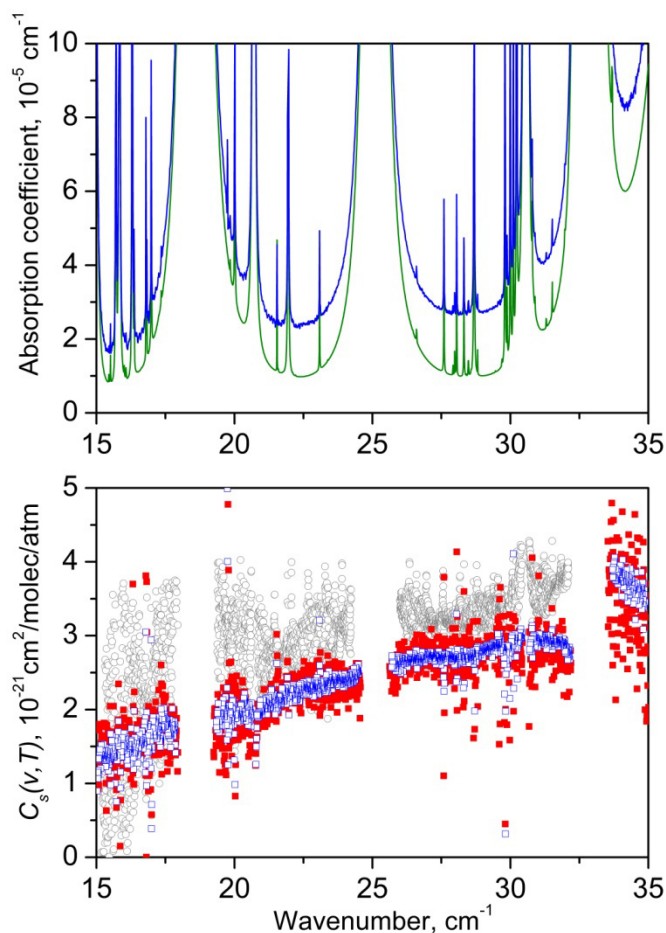 Absorption coefficient, 10⁻⁵ cm⁻¹
10
8
6
4
2
0
15 20 25 30 35
Cₛ(ν,T), 10⁻²¹cm²/molec/atm
5
4
3
2
1
0
15 20 25 30 35
Wavenumber, cm⁻¹